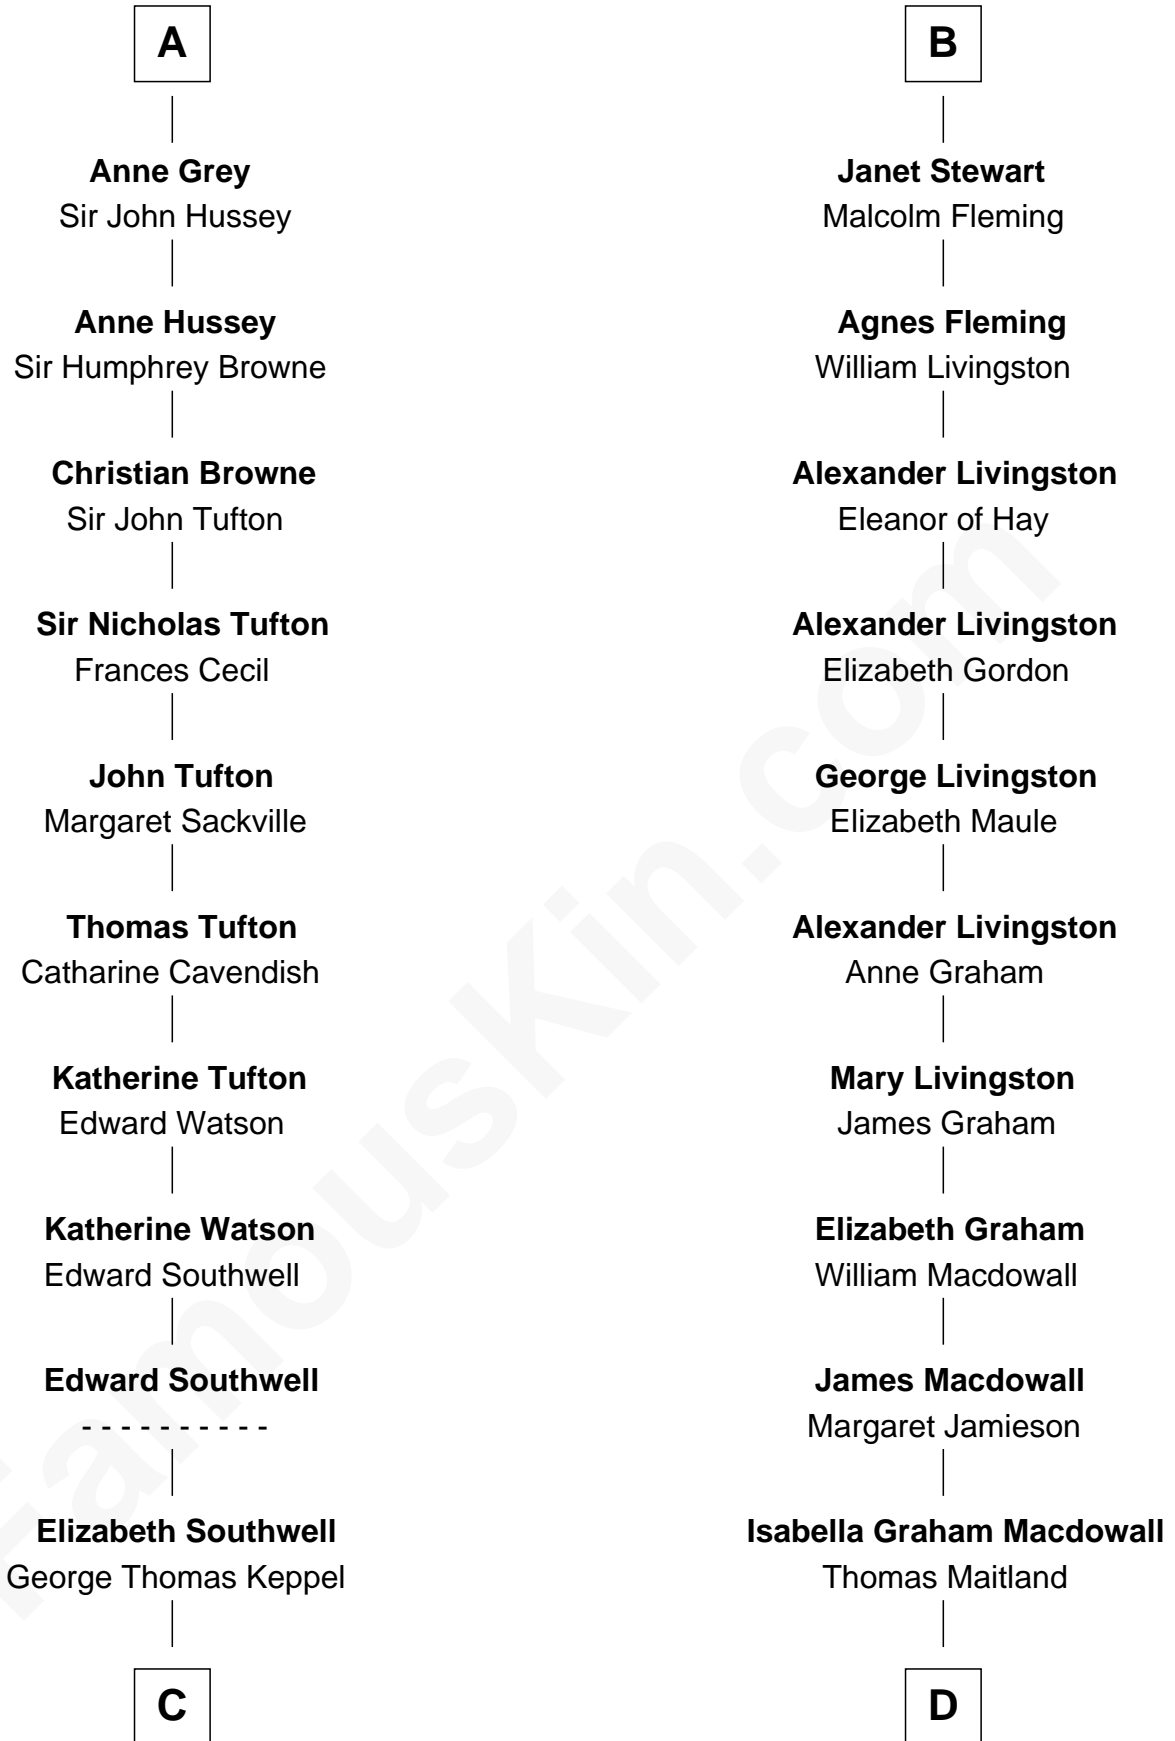 A
Anne Grey
Sir John Hussey
Anne Hussey
Sir Humphrey Browne
Christian Browne
Sir John Tufton
Sir Nicholas Tufton
Frances Cecil
John Tufton
Margaret Sackville
Thomas Tufton
Catharine Cavendish
Katherine Tufton
Edward Watson
Katherine Watson
Edward Southwell
Edward Southwell
- - - - - - - - - -
Elizabeth Southwell
George Thomas Keppel
C
B
Janet Stewart
Malcolm Fleming
Agnes Fleming
William Livingston
Alexander Livingston
Eleanor of Hay
Alexander Livingston
Elizabeth Gordon
George Livingston
Elizabeth Maule
Alexander Livingston
Anne Graham
Mary Livingston
James Graham
Elizabeth Graham
William Macdowall
James Macdowall
Margaret Jamieson
Isabella Graham Macdowall
Thomas Maitland
D
FamousKin.com